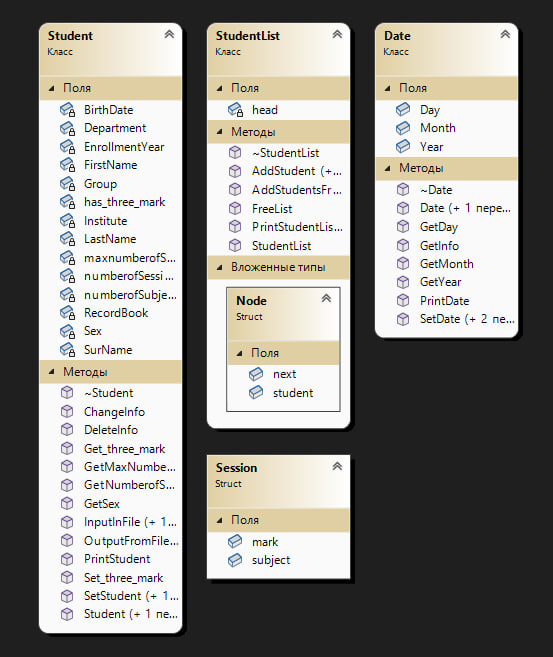 Student
Класс
Поля
BirthDate
Department
EnrollmentYear
FirstName
Group
has_three_mark
Institute
LastName
maxnumberofS...
numberofSessi...
numberofSubje...
RecordBook
Sex
SurName
Методы
~Student
ChangeInfo
DeleteInfo
Get_three_mark
GetMaxNumbe...
GetNumberofS...
GetSex
InputInFile (+ 1...
OutputFromFile...
PrintStudent
Set_three_mark
SetStudent (+ 1...
Student (+ 1 пе...
StudentList
Класс
Поля
head
Методы
~StudentList
AddStudent (+...
AddStudentsFr...
FreeList
PrintStudentLis...
StudentList
Вложенные типы
Node
Struct
Поля
next
student
Session
Struct
Поля
mark
subject
Date
Класс
Поля
Day
Month
Year
Методы
~Date
Date (+ 1 пере...
GetDay
GetInfo
GetMonth
GetYear
PrintDate
SetDate (+ 2 пе...